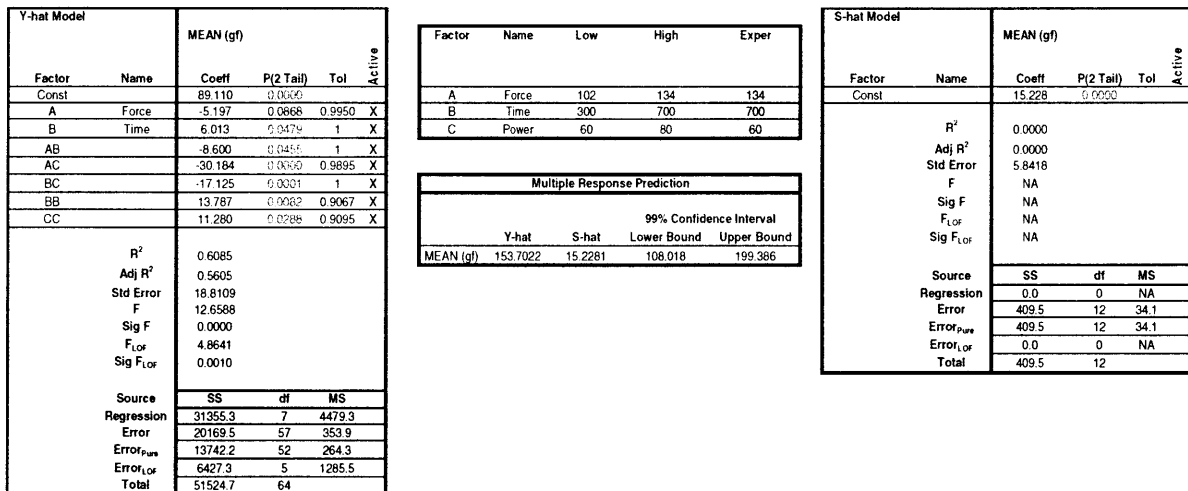 Y-hat Model
MEAN (gf)
Factor Name Coeff P(2 Tail) Tol Active
Const 89.110 0.0000
A Force -5.197 0.0868 0.9950 X
B Time 6.013 0.0479 1 X
AB -8.600 0.0455 1 X
AC -30.184 0.0000 0.9895 X
BC -17.125 0.0001 1 X
BB 13.787 0.0082 0.9067 X
CC 11.280 0.0288 0.9095 X
R² 0.6085
Adj R² 0.5605
Std Error 18.8109
F 12.6588
Sig F 0.0000
F_LOF 4.8641
Sig F_LOF 0.0010
Source SS df MS
Regression 31355.3 7 4479.3
Error 20169.5 57 353.9
Error_Pure 13742.2 52 264.3
Error_LOF 6427.3 5 1285.5
Total 51524.7 64
Factor Name Low High Exper
A Force 102 134 134
B Time 300 700 700
C Power 60 80 60
Multiple Response Prediction
99% Confidence Interval
Y-hat S-hat Lower Bound Upper Bound
MEAN (gf) 153.7022 15.2281 108.018 199.386
S-hat Model
MEAN (gf)
Factor Name Coeff P(2 Tail) Tol Active
Const 15.228 0.0000
R² 0.0000
Adj R² 0.0000
Std Error 5.8418
F NA
Sig F NA
F_LOF NA
Sig F_LOF NA
Source SS df MS
Regression 0.0 0 NA
Error 409.5 12 34.1
Error_Pure 409.5 12 34.1
Error_LOF 0.0 0 NA
Total 409.5 12